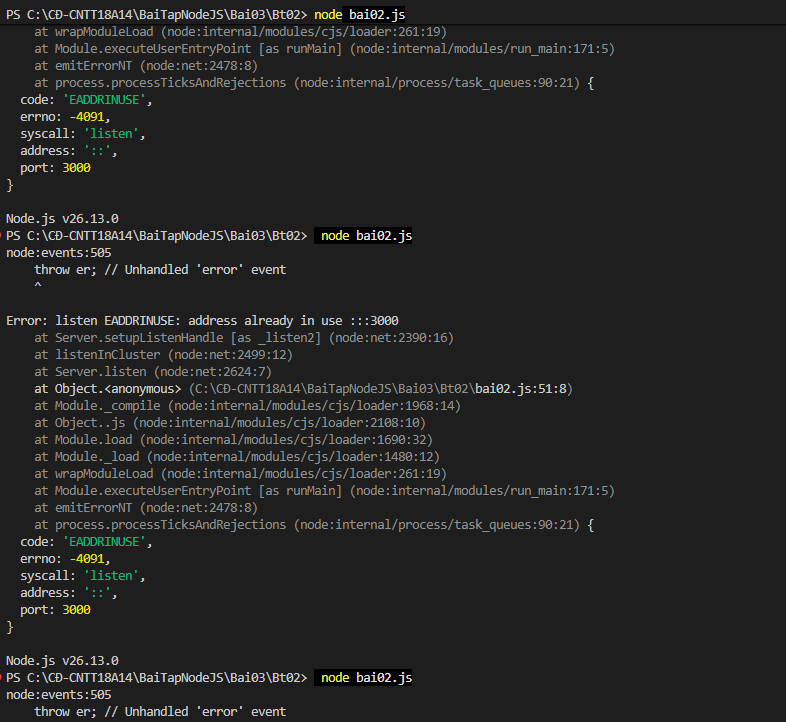 PS C:\CĐ-CNTT18A14\BaiTapNodeJS\Bai03\Bt02> node bai02.js
    at wrapModuleLoad (node:internal/modules/cjs/loader:261:19)
    at Module.executeUserEntryPoint [as runMain] (node:internal/modules/run_main:171:5)
    at emitErrorNT (node:net:2478:8)
    at process.processTicksAndRejections (node:internal/process/task_queues:90:21) {
  code: 'EADDRINUSE',
  errno: -4091,
  syscall: 'listen',
  address: '::',
  port: 3000
}

Node.js v26.13.0
PS C:\CĐ-CNTT18A14\BaiTapNodeJS\Bai03\Bt02>  node bai02.js
node:events:505
    throw er; // Unhandled 'error' event
    ^

Error: listen EADDRINUSE: address already in use :::3000
    at Server.setupListenHandle [as _listen2] (node:net:2390:16)
    at listenInCluster (node:net:2499:12)
    at Server.listen (node:net:2624:7)
    at Object.<anonymous> (C:\CĐ-CNTT18A14\BaiTapNodeJS\Bai03\Bt02\bai02.js:51:8)
    at Module._compile (node:internal/modules/cjs/loader:1968:14)
    at Object..js (node:internal/modules/cjs/loader:2108:10)
    at Module.load (node:internal/modules/cjs/loader:1690:32)
    at Module._load (node:internal/modules/cjs/loader:1480:12)
    at wrapModuleLoad (node:internal/modules/cjs/loader:261:19)
    at Module.executeUserEntryPoint [as runMain] (node:internal/modules/run_main:171:5)
    at emitErrorNT (node:net:2478:8)
    at process.processTicksAndRejections (node:internal/process/task_queues:90:21) {
  code: 'EADDRINUSE',
  errno: -4091,
  syscall: 'listen',
  address: '::',
  port: 3000
}

Node.js v26.13.0
PS C:\CĐ-CNTT18A14\BaiTapNodeJS\Bai03\Bt02>  node bai02.js
node:events:505
    throw er; // Unhandled 'error' event